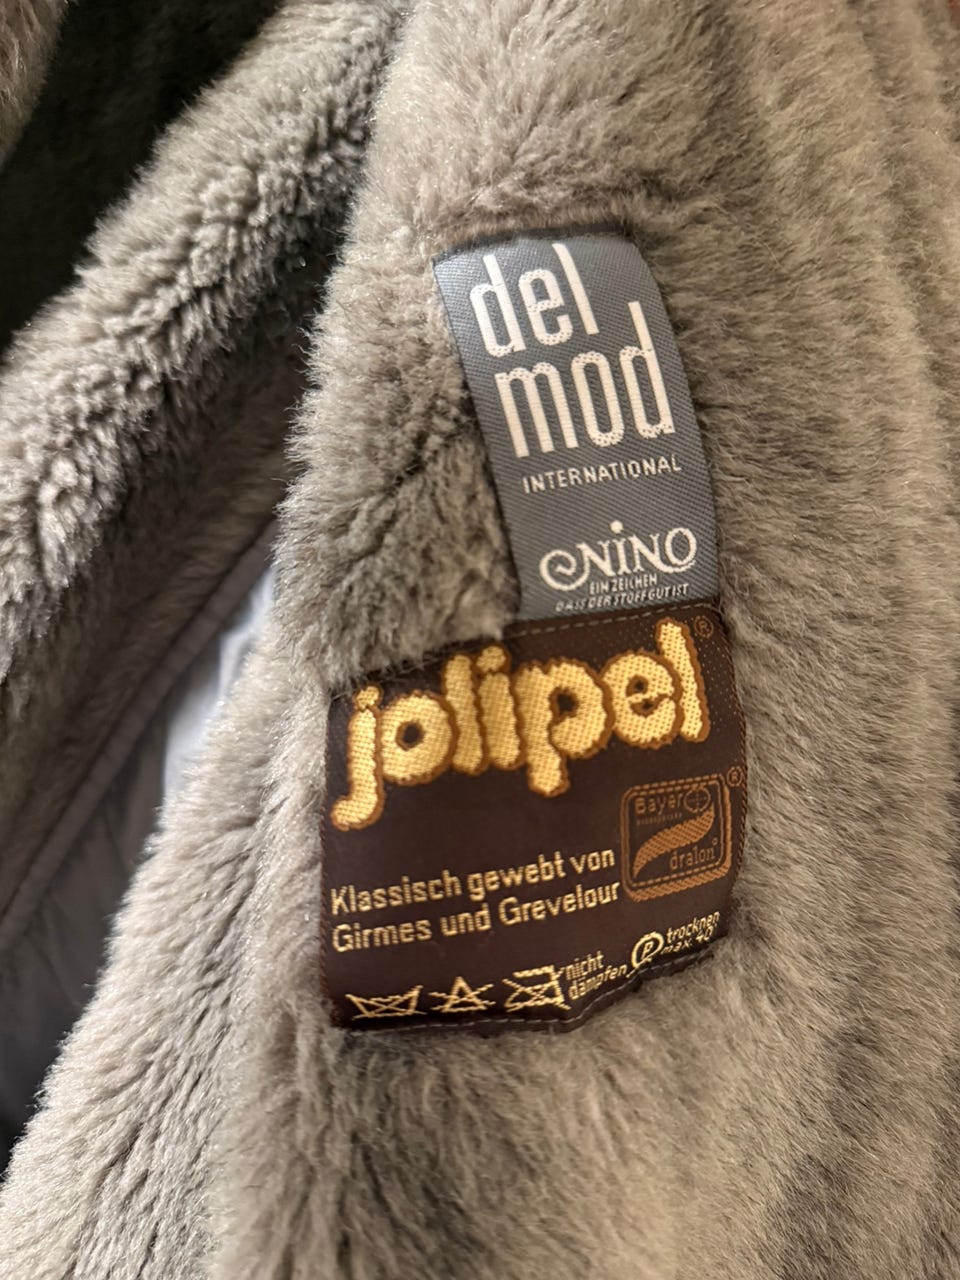 del
mod
INTERNATIONAL
NINO
EIN ZEICHEN
DASS DER STOFF GUT IST
jolipel®
Bayer
dralon®
®
Klassisch gewebt von
Girmes und Grevelour
nicht
dämpfen
P
trocknen
max. 40°